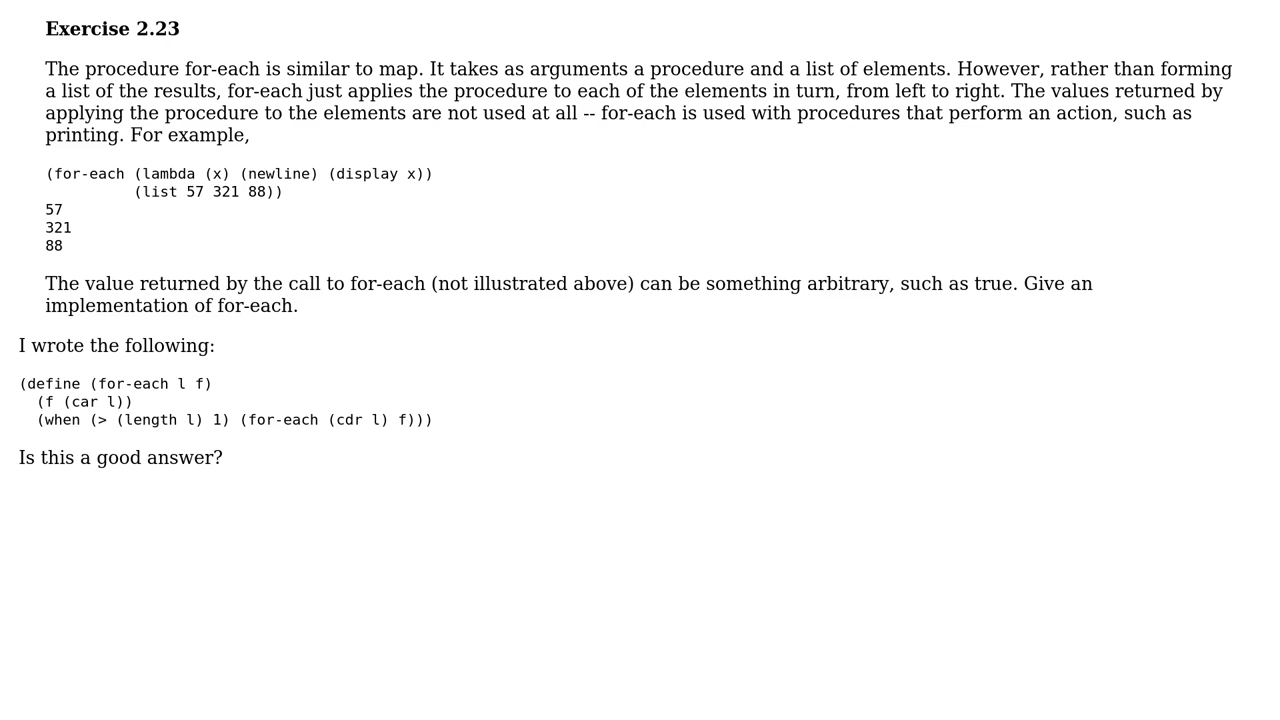 Exercise 2.23
The procedure for-each is similar to map. It takes as arguments a procedure and a list of elements. However, rather than forming
a list of the results, for-each just applies the procedure to each of the elements in turn, from left to right. The values returned by
applying the procedure to the elements are not used at all -- for-each is used with procedures that perform an action, such as
printing. For example,
(for-each (lambda (x) (newline) (display x))
          (list 57 321 88))
57
321
88
The value returned by the call to for-each (not illustrated above) can be something arbitrary, such as true. Give an
implementation of for-each.
I wrote the following:
(define (for-each l f)
  (f (car l))
  (when (> (length l) 1) (for-each (cdr l) f)))
Is this a good answer?